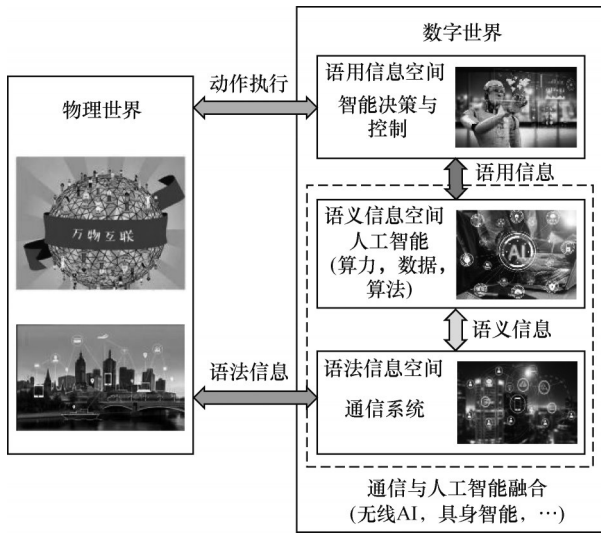 数字世界
物理世界
万物互联
动作执行
语法信息
语用信息空间
智能决策与
控制
语用信息
语义信息空间
人工智能
(算力，数据，
算法)
AI
语义信息
语法信息空间
通信系统
通信与人工智能融合
(无线AI，具身智能，…)